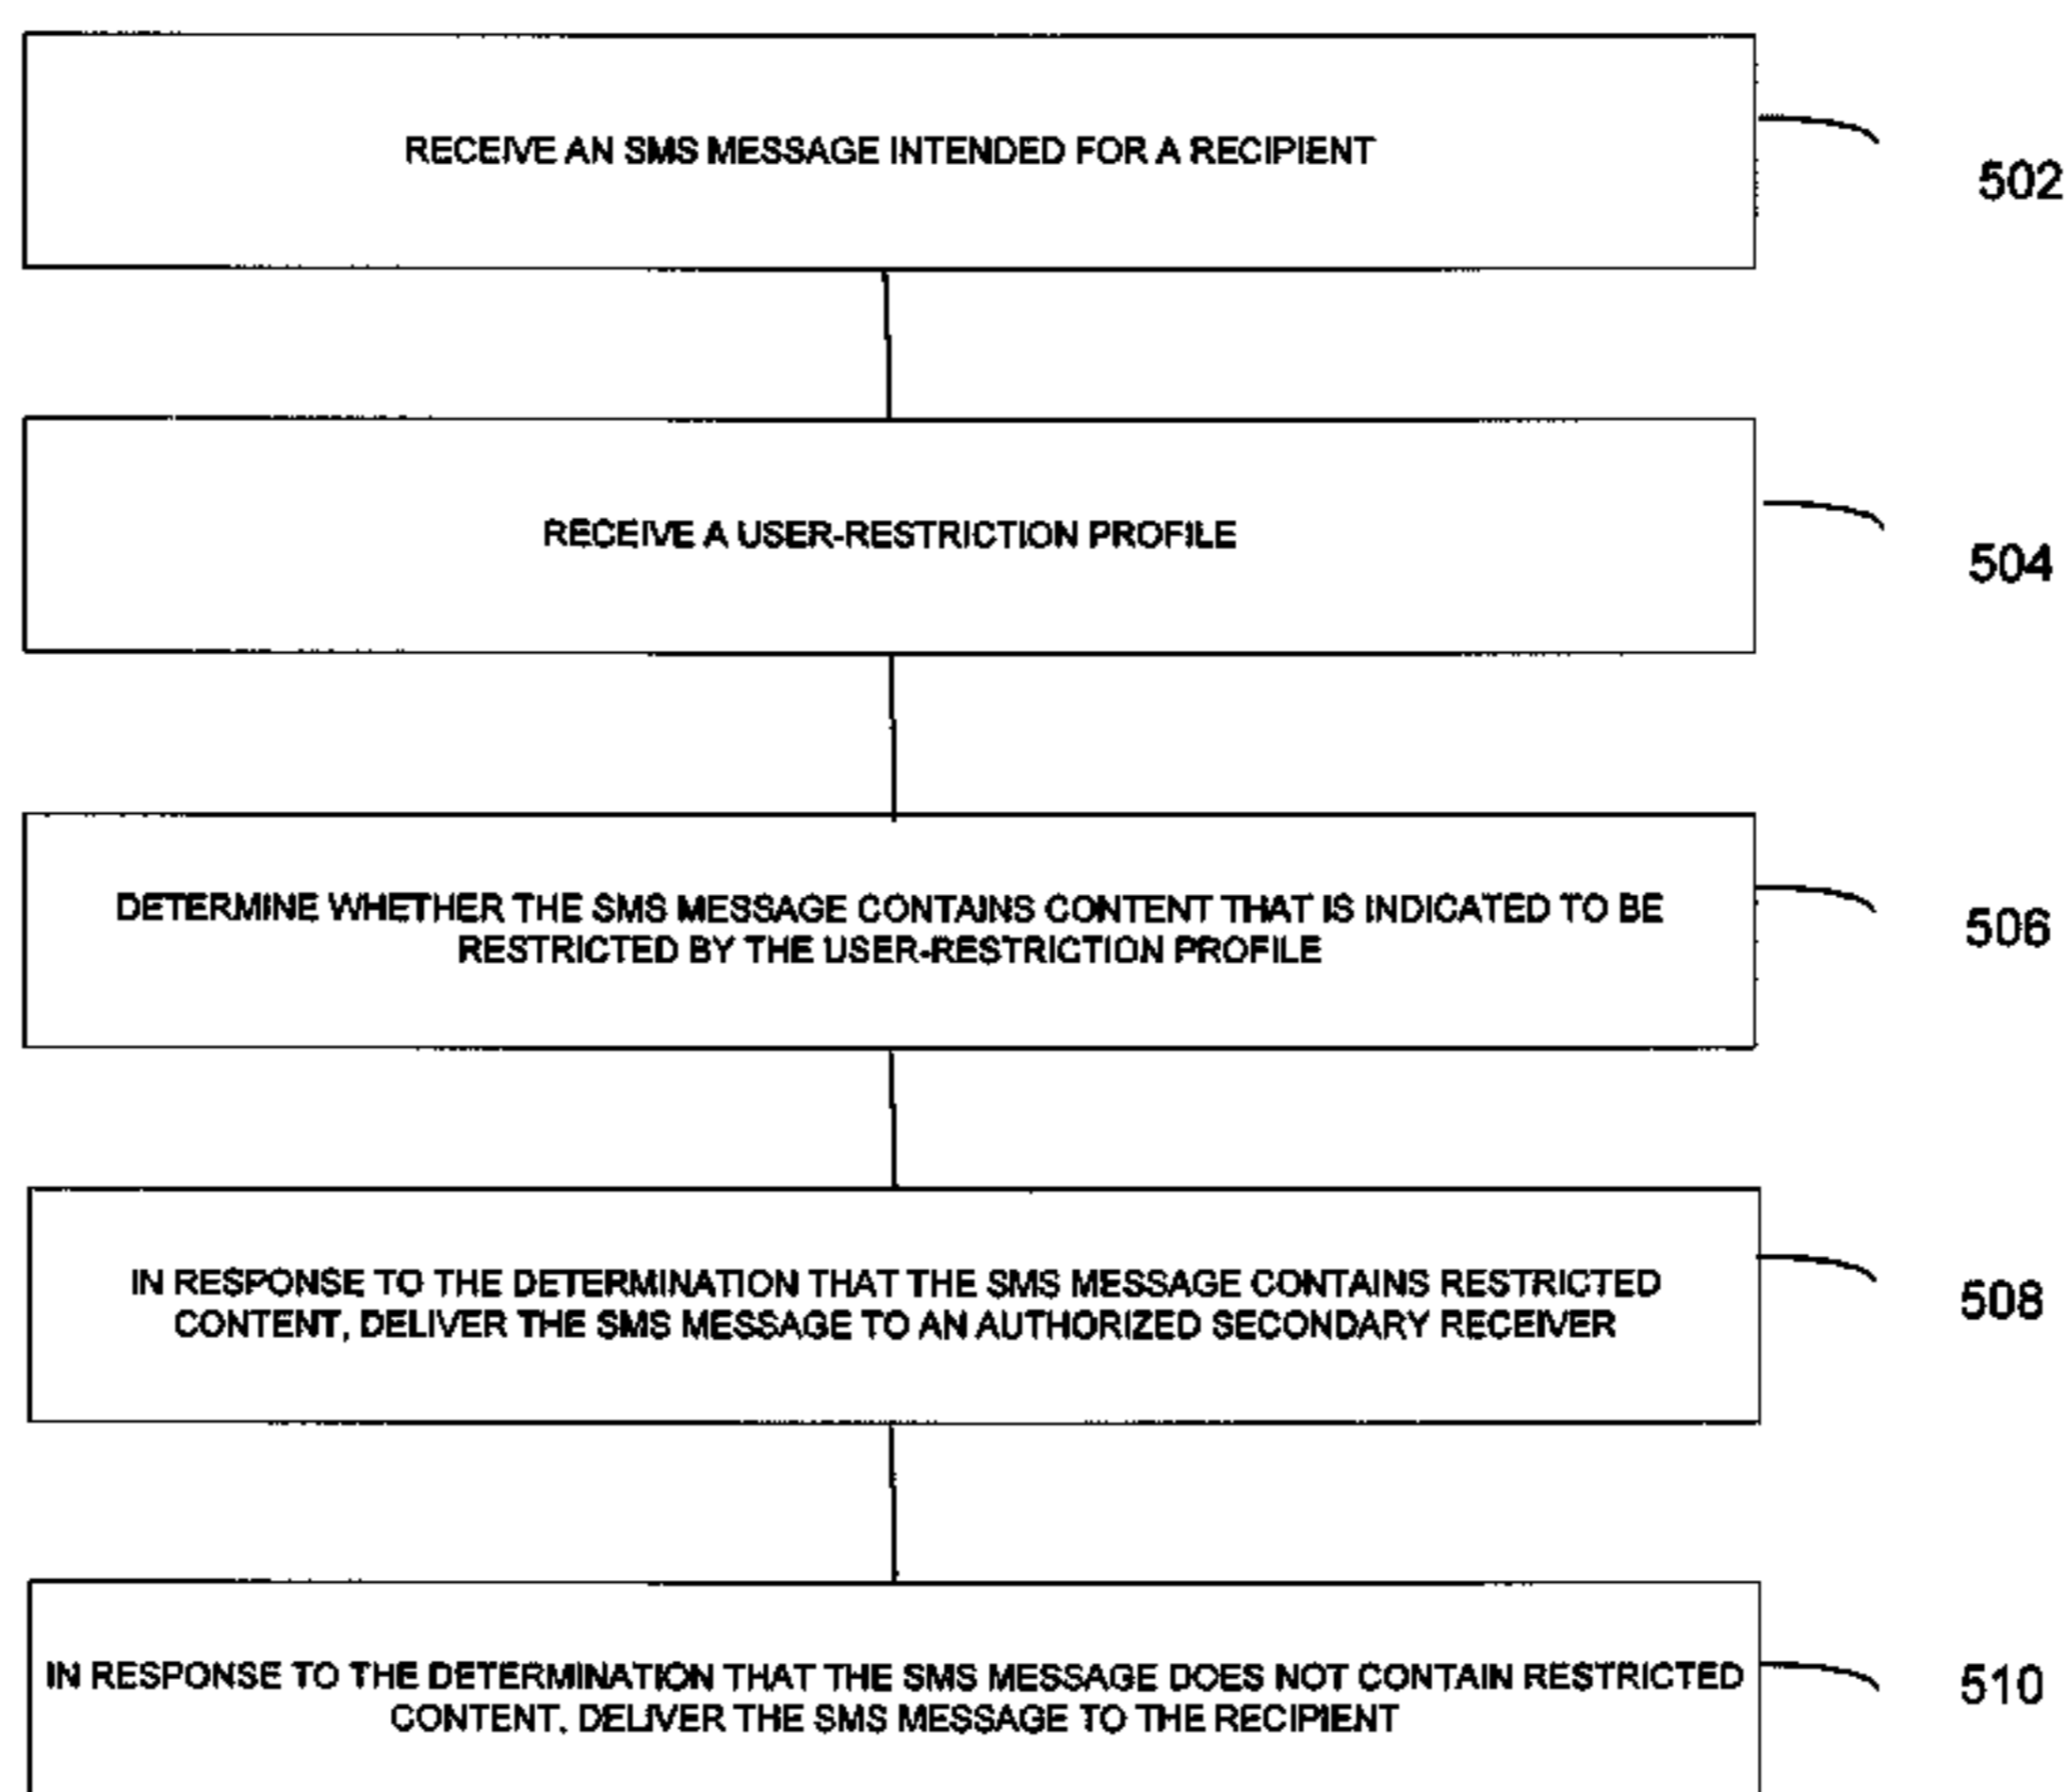 RECEIVE AN SMS MESSAGE INTENDED FOR A RECIPIENT
502
RECEIVE A USER-RESTRICTION PROFILE
504
DETERMINE WHETHER THE SMS MESSAGE CONTAINS CONTENT THAT IS INDICATED TO BE
RESTRICTED BY THE USER-RESTRICTION PROFILE
506
IN RESPONSE TO THE DETERMINATION THAT THE SMS MESSAGE CONTAINS RESTRICTED
CONTENT, DELIVER THE SMS MESSAGE TO AN AUTHORIZED SECONDARY RECEIVER
508
IN RESPONSE TO THE DETERMINATION THAT THE SMS MESSAGE DOES NOT CONTAIN RESTRICTED
CONTENT, DELIVER THE SMS MESSAGE TO THE RECIPIENT
510